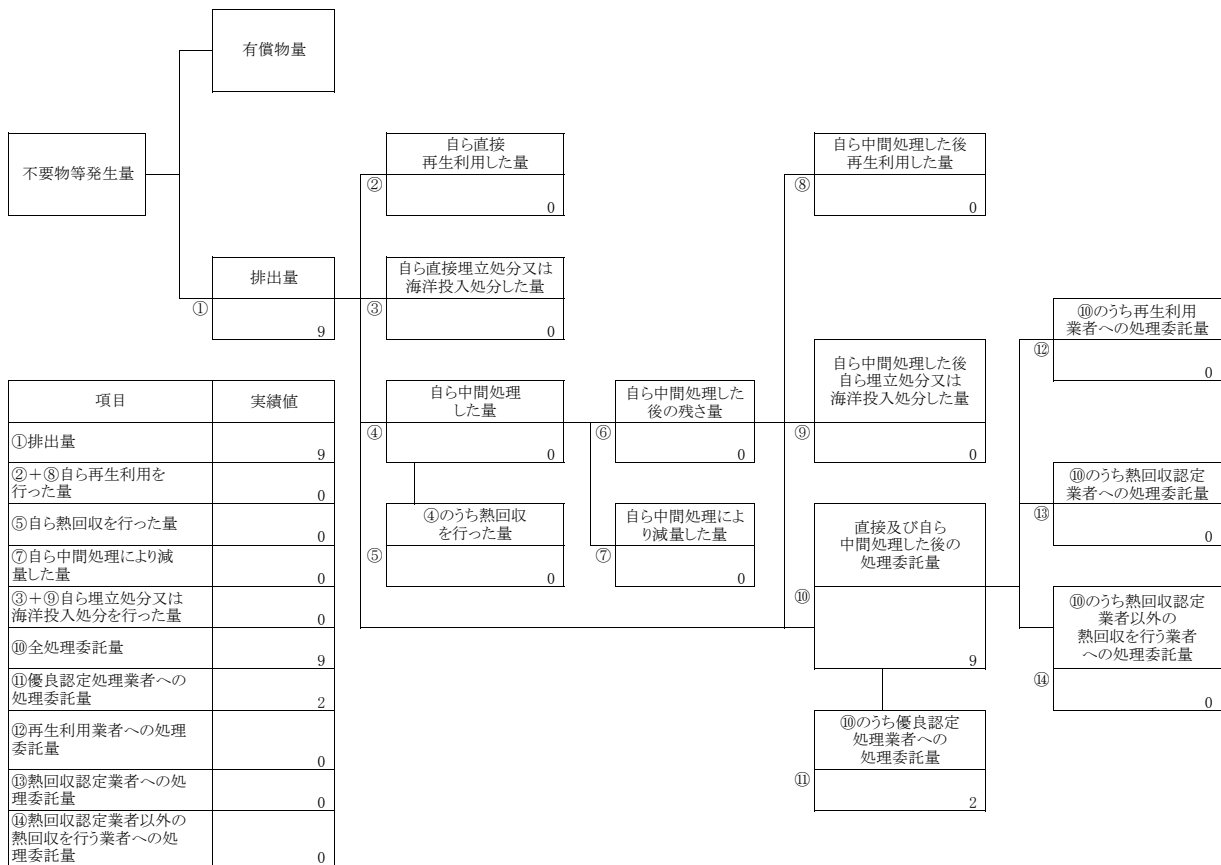 有償物量
不要物等発生量
自ら直接
再生利用した量
②
0
自ら中間処理した後
再生利用した量
⑧
0
排出量
①
9
自ら直接埋立処分又は
海洋投入処分した量
③
0
⑩のうち再生利用
業者への処理委託量
⑫
0
自ら中間処理
した量
④
0
自ら中間処理した
後の残さ量
⑥
0
自ら中間処理した後
自ら埋立処分又は
海洋投入処分した量
⑨
0
⑩のうち熱回収認定
業者への処理委託量
⑬
0
④のうち熱回収
を行った量
⑤
0
自ら中間処理によ
り減量した量
⑦
0
直接及び自ら
中間処理した後の
処理委託量
⑩
9
⑩のうち熱回収認定
業者以外の
熱回収を行う業者
への処理委託量
⑭
0
⑩のうち優良認定
処理業者への
処理委託量
⑪
2
項目 実績値
①排出量 9
②+⑧自ら再生利用を
行った量 0
⑤自ら熱回収を行った量 0
⑦自ら中間処理により減
量した量 0
③+⑨自ら埋立処分又は
海洋投入処分を行った量 0
⑩全処理委託量 9
⑪優良認定処理業者への
処理委託量 2
⑫再生利用業者への処理
委託量 0
⑬熱回収認定業者への処
理委託量 0
⑭熱回収認定業者以外の
熱回収を行う業者への処
理委託量 0